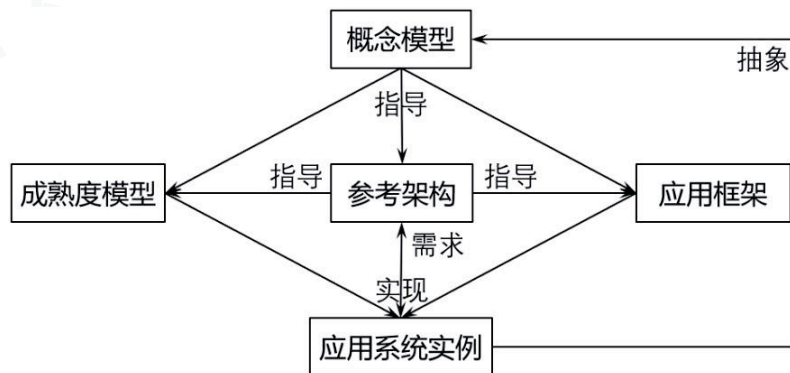 概念模型
抽象
指导
成熟度模型
指导
参考架构
指导
应用框架
需求
实现
应用系统实例